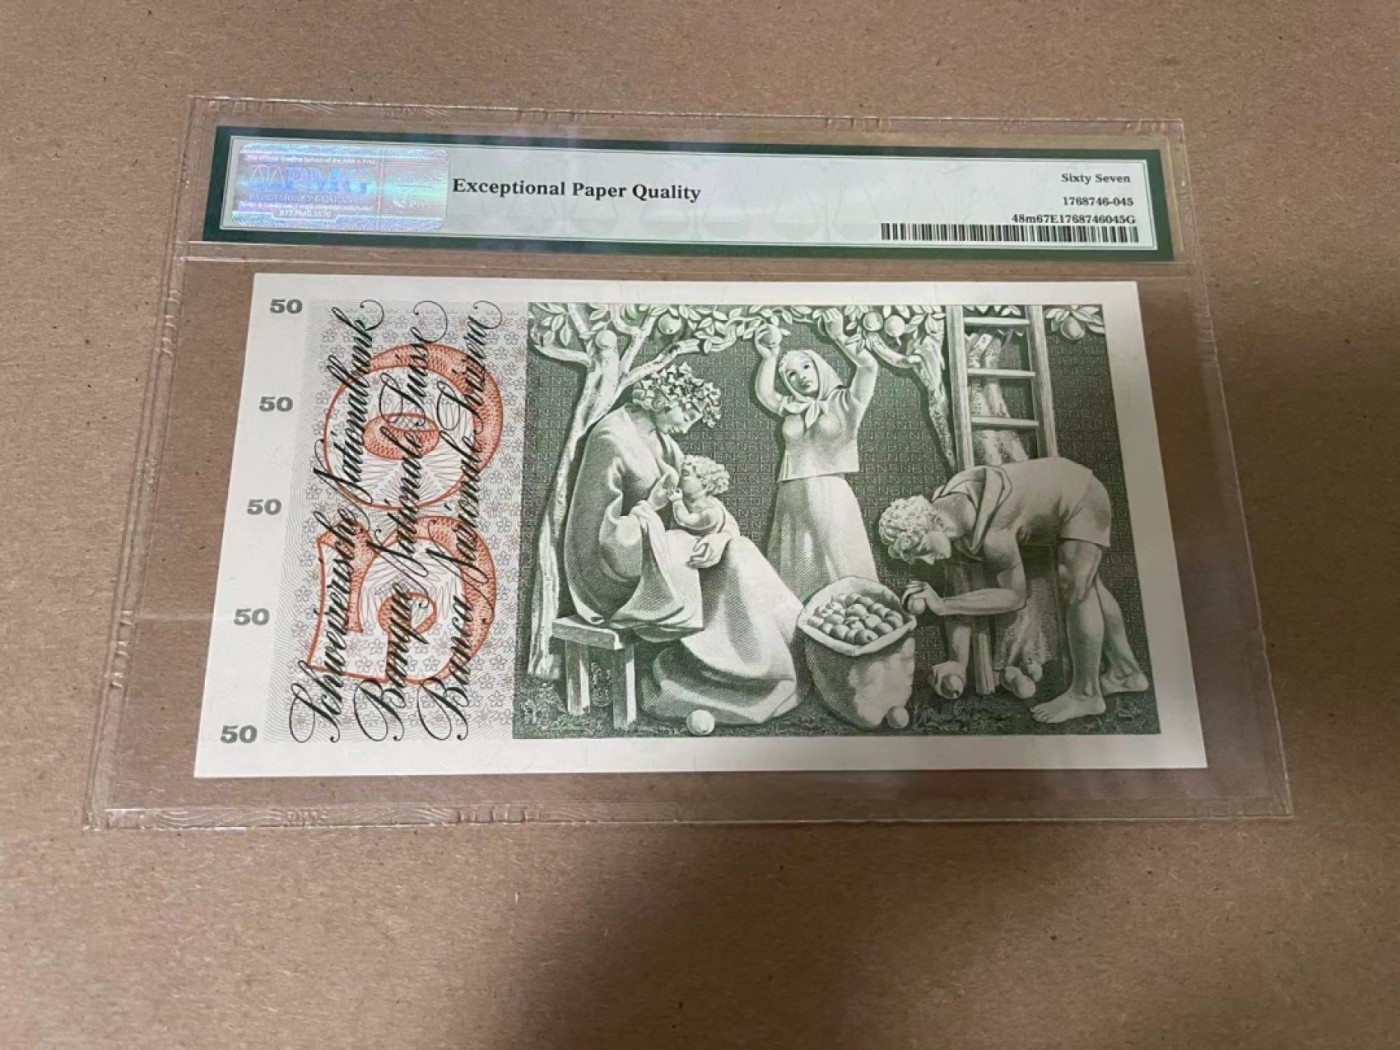 PMG
Exceptional Paper Quality
Sixty Seven
1768746-045
48m67E1768746045G
50
50
50
50
50
50
Schweizerische Nationalbank
Banque Nationale Suisse
Banca Nazionale Svizzera